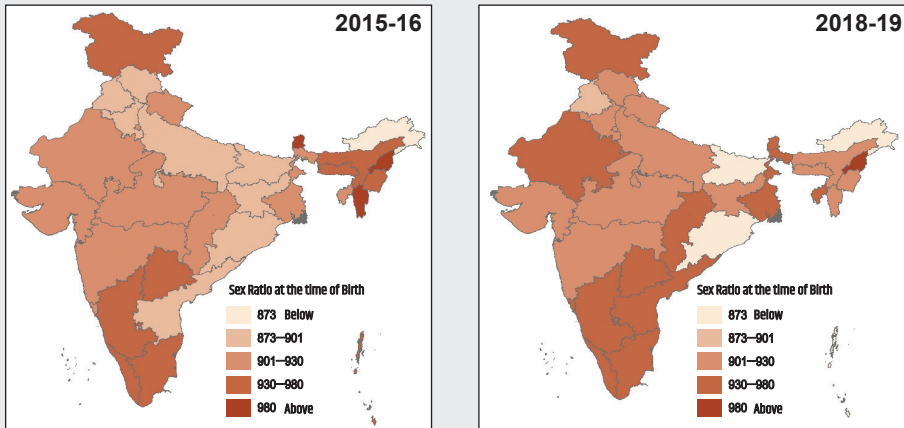 2015-16
Sex Ratio at the time of Birth
873 Below
873—901
901—930
930—980
980 Above
2018-19
Sex Ratio at the time of Birth
873 Below
873—901
901—930
930—980
980 Above